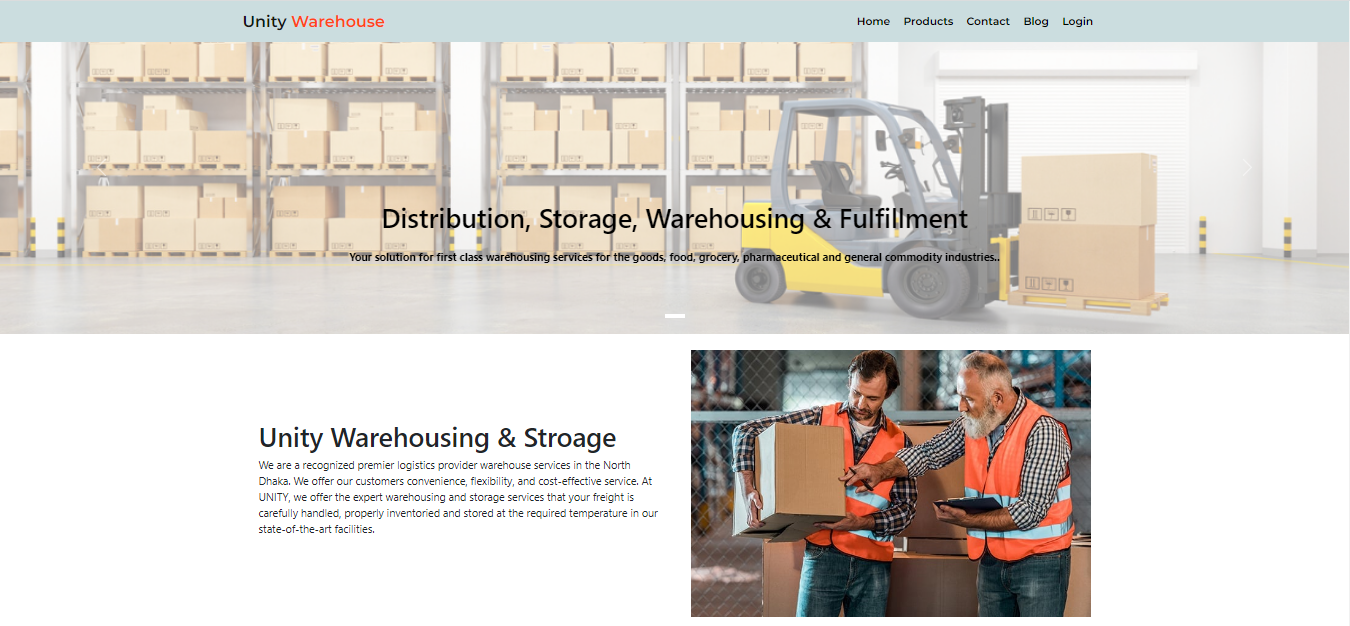 Unity Warehouse
Home Products Contact Blog Login
Distribution, Storage, Warehousing & Fulfillment
Your solution for first class warehousing services for the goods, food, grocery, pharmaceutical and general commodity industries..
Unity Warehousing & Stroage
We are a recognized premier logistics provider warehouse services in the North
Dhaka. We offer our customers convenience, flexibility, and cost-effective service. At
UNITY, we offer the expert warehousing and storage services that your freight is
carefully handled, properly inventoried and stored at the required temperature in our
state-of-the-art facilities.